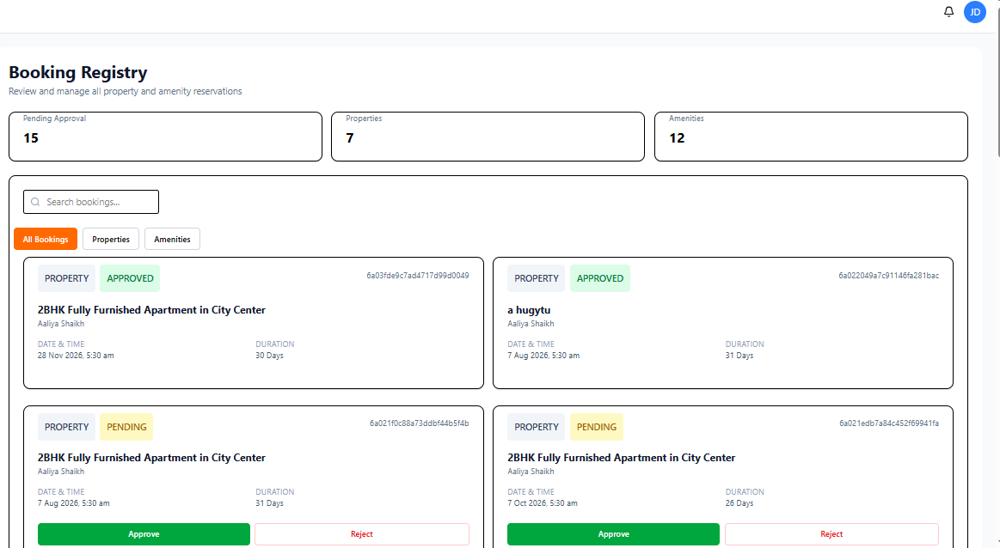 JD
Booking Registry
Review and manage all property and amenity reservations
Pending Approval
15
Properties
7
Amenities
12
Search bookings...
All Bookings
Properties
Amenities
PROPERTY
APPROVED
6a03fde9c7ad4717d99d0049
2BHK Fully Furnished Apartment in City Center
Aaliya Shaikh
DATE & TIME
DURATION
28 Nov 2026, 5:30 am
30 Days
PROPERTY
APPROVED
6a022049a7c91146fa281bac
a hugytu
Aaliya Shaikh
DATE & TIME
DURATION
7 Aug 2026, 5:30 am
31 Days
PROPERTY
PENDING
6a021f0c88a73ddbf44b5f4b
2BHK Fully Furnished Apartment in City Center
Aaliya Shaikh
DATE & TIME
DURATION
7 Aug 2026, 5:30 am
31 Days
Approve
Reject
PROPERTY
PENDING
6a021edb7a84c452f69941fa
2BHK Fully Furnished Apartment in City Center
Aaliya Shaikh
DATE & TIME
DURATION
7 Oct 2026, 5:30 am
26 Days
Approve
Reject